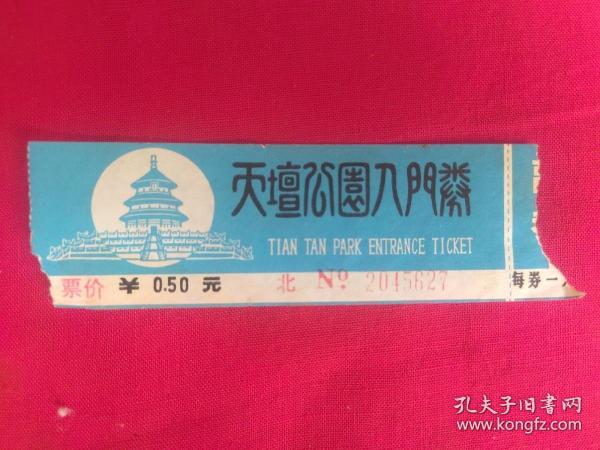 天壇公園入門券
TIAN TAN PARK ENTRANCE TICKET
票价 ¥ 0.50 元 北 No. 2045627 每券一
孔夫子旧书网
www.kongfz.com